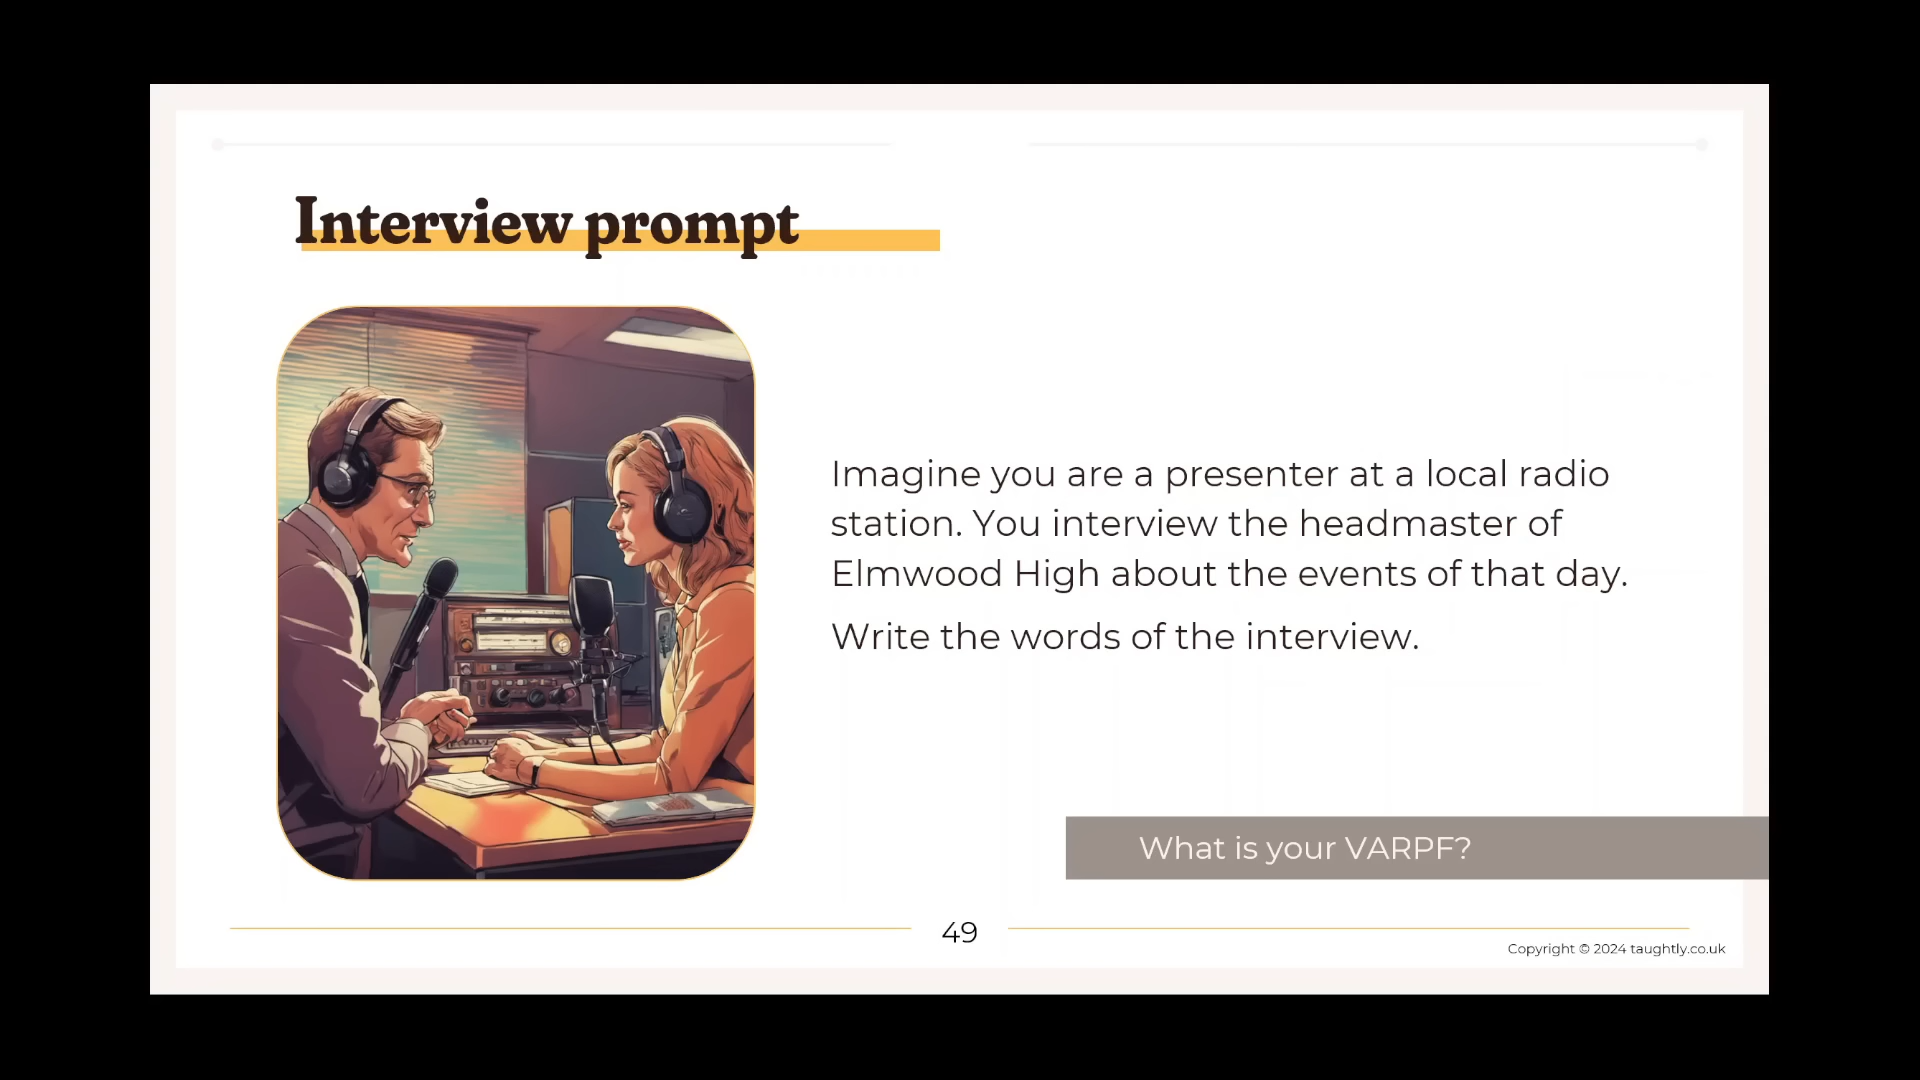 Interview prompt
Imagine you are a presenter at a local radio
station. You interview the headmaster of
Elmwood High about the events of that day.
Write the words of the interview.
What is your VARPF?
49
Copyright © 2024 taughtly.co.uk